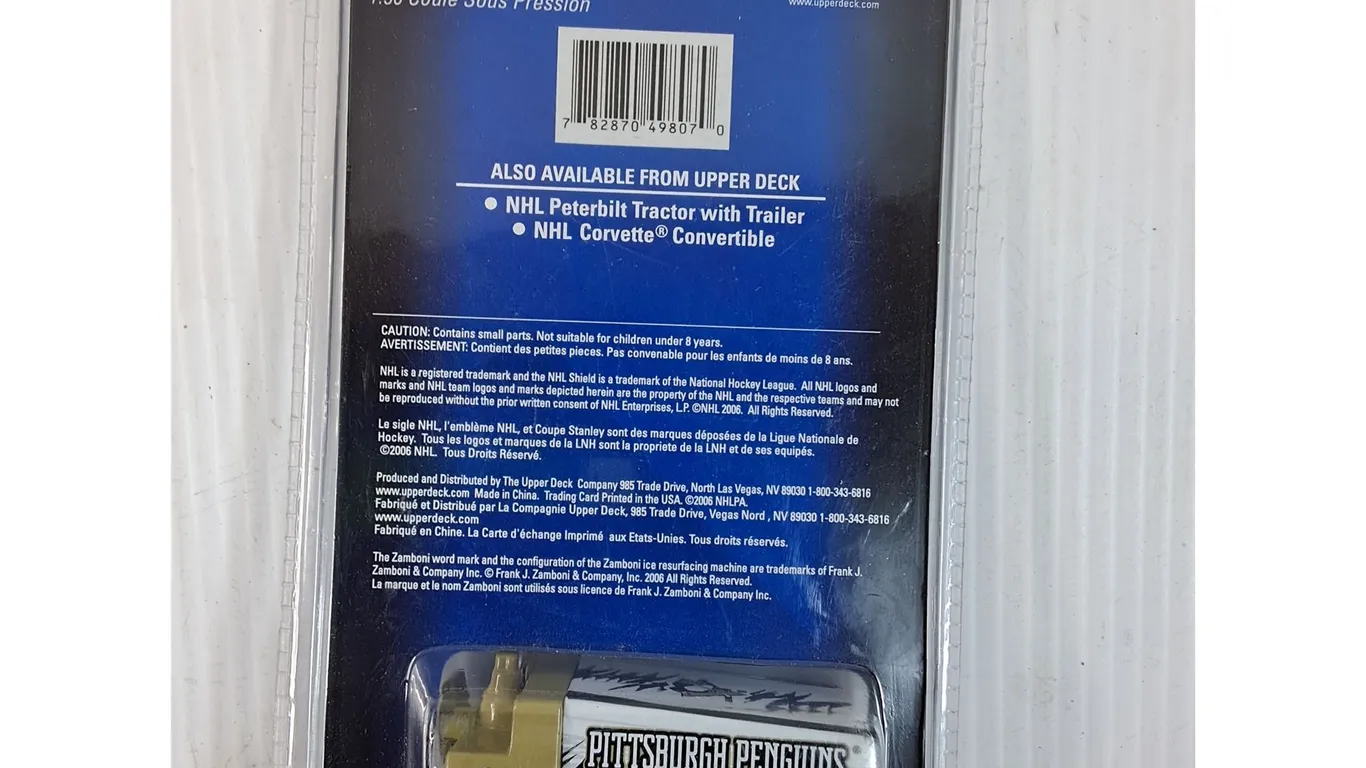 1:50 Coulé Sous Pression
www.upperdeck.com
7 82870 49807 0
ALSO AVAILABLE FROM UPPER DECK
● NHL Peterbilt Tractor with Trailer
● NHL Corvette® Convertible
CAUTION: Contains small parts. Not suitable for children under 8 years.
AVERTISSEMENT: Contient des petites pieces. Pas convenable pour les enfants de moins de 8 ans.
NHL is a registered trademark and the NHL Shield is a trademark of the National Hockey League. All NHL logos and
marks and NHL team logos and marks depicted herein are the property of the NHL and the respective teams and may not
be reproduced without the prior written consent of NHL Enterprises, L.P. ©NHL 2006. All Rights Reserved.
Le sigle NHL, l'emblème NHL, et Coupe Stanley sont des marques déposées de la Ligue Nationale de
Hockey. Tous les logos et marques de la LNH sont la propriete de la LNH et de ses equipés.
©2006 NHL. Tous Droits Réservé.
Produced and Distributed by The Upper Deck Company 985 Trade Drive, North Las Vegas, NV 89030 1-800-343-6816
www.upperdeck.com Made in China. Trading Card Printed in the USA. ©2006 NHLPA.
Fabriqué et Distribué par La Compagnie Upper Deck, 985 Trade Drive, Vegas Nord , NV 89030 1-800-343-6816
www.upperdeck.com
Fabriqué en Chine. La Carte d'échange Imprimé aux Etats-Unies. Tous droits réservés.
The Zamboni word mark and the configuration of the Zamboni ice resurfacing machine are trademarks of Frank J.
Zamboni & Company Inc. © Frank J. Zamboni & Company, Inc. 2006 All Rights Reserved.
La marque et le nom Zamboni sont utilisés sous licence de Frank J. Zamboni & Company Inc.
PITTSBURGH PENGUINS